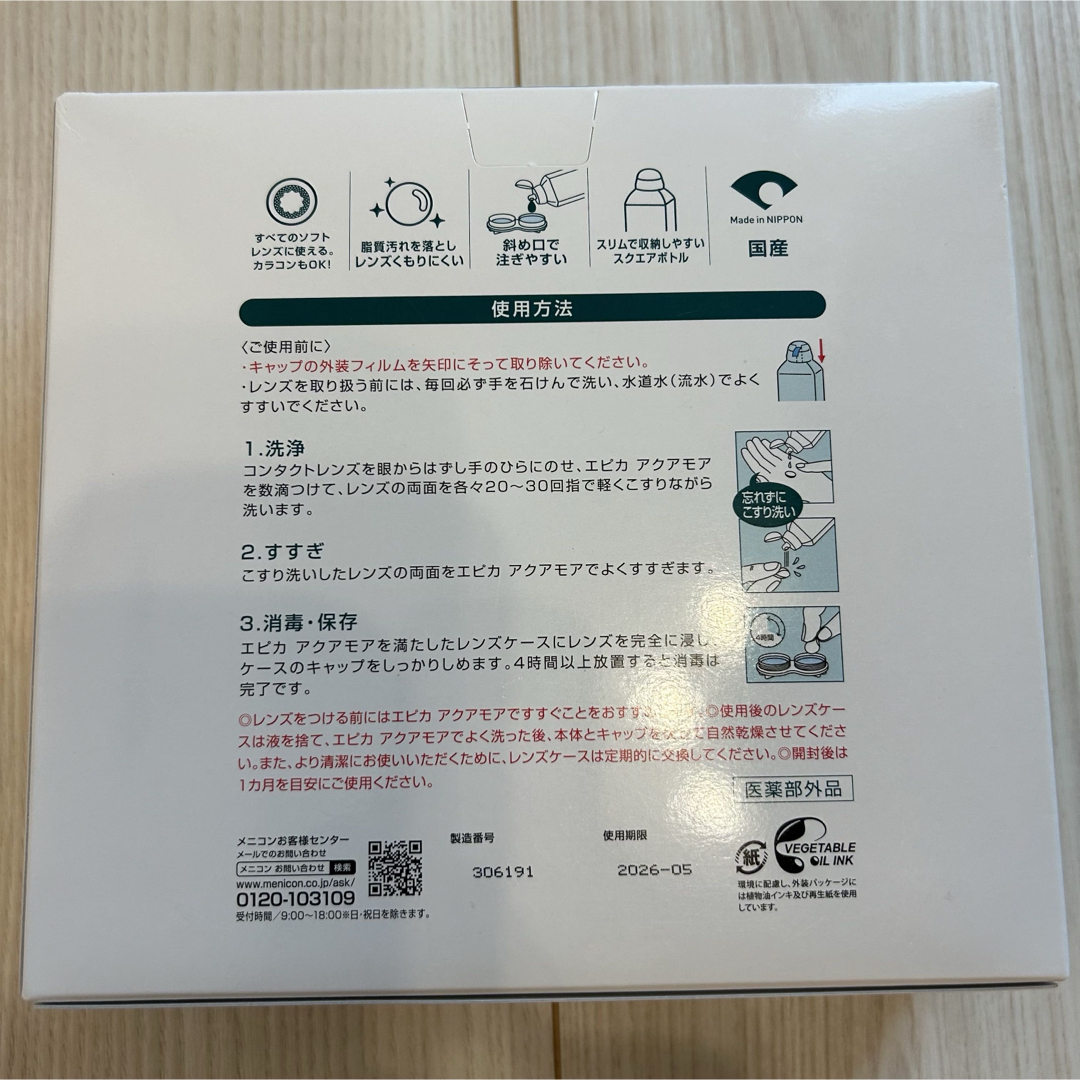 すべてのソフト
レンズに使える。
カラコンもOK!
脂質汚れを落とし
レンズくもりにくい
斜め口で
注ぎやすい
スリムで収納しやすい
スクエアボトル
Made in NIPPON
国産
使用方法
〈ご使用前に〉
・キャップの外装フィルムを矢印にそって取り除いてください。
・レンズを取り扱う前には、毎回必ず手を石けんで洗い、水道水(流水)でよく
すすいでください。
1.洗浄
コンタクトレンズを眼からはずし手のひらにのせ、エピカ アクアモア
を数滴つけて、レンズの両面を各々20〜30回指で軽くこすりながら
洗います。
忘れずに
こすり洗い
2.すすぎ
こすり洗いしたレンズの両面をエピカ アクアモアでよくすすぎます。
3.消毒・保存
エピカ アクアモアを満たしたレンズケースにレンズを完全に浸し
ケースのキャップをしっかりしめます。4時間以上放置すると消毒は
完了です。
4時間
◎レンズをつける前にはエピカ アクアモアですすぐことをおすす ◎使用後のレンズケー
スは液を捨て、エピカ アクアモアでよく洗った後、本体とキャップを 自然乾燥させてくださ
い。また、より清潔にお使いいただくために、レンズケースは定期的に交換してください。◎開封後は
1カ月を目安にご使用ください。
医薬部外品
メニコンお客様センター
メールでのお問い合わせ
メニコン お問い合わせ 検索
www.menicon.co.jp/ask/
0120-103109
受付時間/9:00〜18:00※日・祝日を除きます。
製造番号
306191
使用期限
2026-05
紙
VEGETABLE
OIL INK
環境に配慮し、外装パッケージに
は植物油インキ及び再生紙を使用
しています。